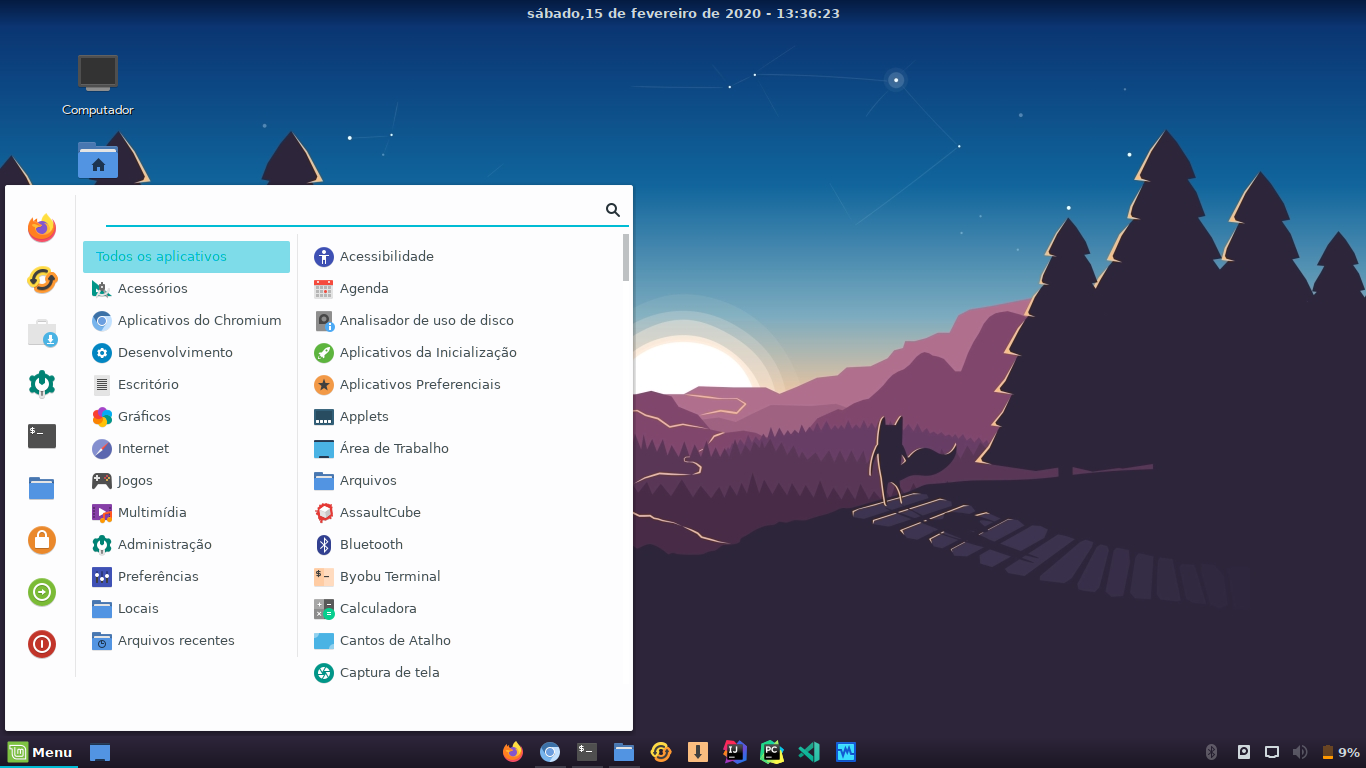 sábado,15 de fevereiro de 2020 - 13:36:23
Computador
Todos os aplicativos
Acessórios
Aplicativos do Chromium
Desenvolvimento
Escritório
Gráficos
Internet
Jogos
Multimídia
Administração
Preferências
Locais
Arquivos recentes
Acessibilidade
Agenda
Analisador de uso de disco
Aplicativos da Inicialização
Aplicativos Preferenciais
Applets
Área de Trabalho
Arquivos
AssaultCube
Bluetooth
Byobu Terminal
Calculadora
Cantos de Atalho
Captura de tela
$_
Menu
$_
IJ
PC
9%